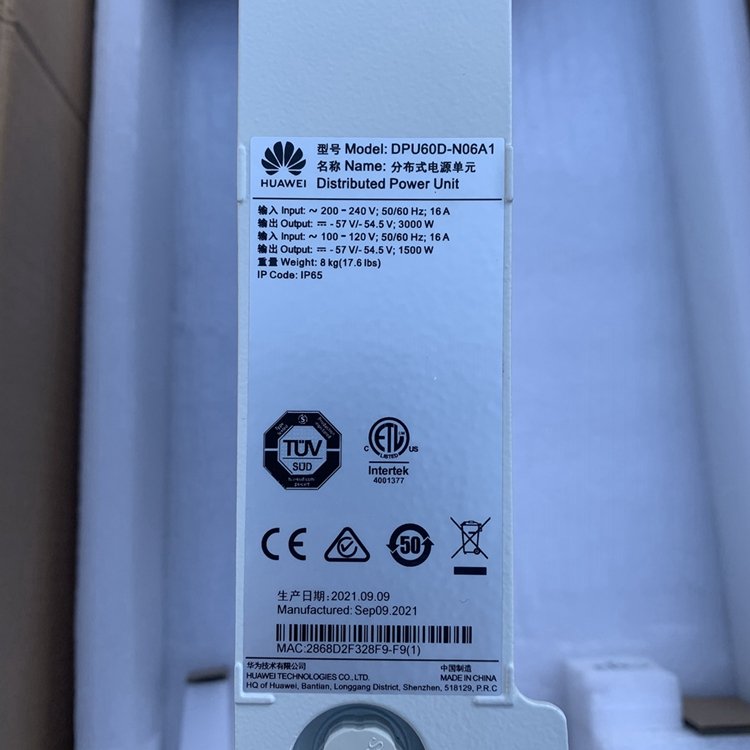 型号 Model: DPU60D-N06A1
名称 Name: 分布式电源单元
Distributed Power Unit
HUAWEI
输入 Input: ~ 200 - 240 V; 50/60 Hz; 16 A
输出 Output: ⎓ - 57 V/- 54.5 V; 3000 W
输入 Input: ~ 100 - 120 V; 50/60 Hz; 16 A
输出 Output: ⎓ - 57 V/- 54.5 V; 1500 W
重量 Weight: 8 kg(17.6 lbs)
IP Code: IP65
TÜV
SÜD
ETL
C LISTED US
Intertek
4001377
CE
50
生产日期: 2021.09.09
Manufactured: Sep09.2021
MAC:2868D2F328F9-F9(1)
华为技术有限公司 中国制造
HUAWEI TECHNOLOGIES CO., LTD. MADE IN CHINA
HQ of Huawei, Bantian, Longgang District, Shenzhen, 518129, P.R.C